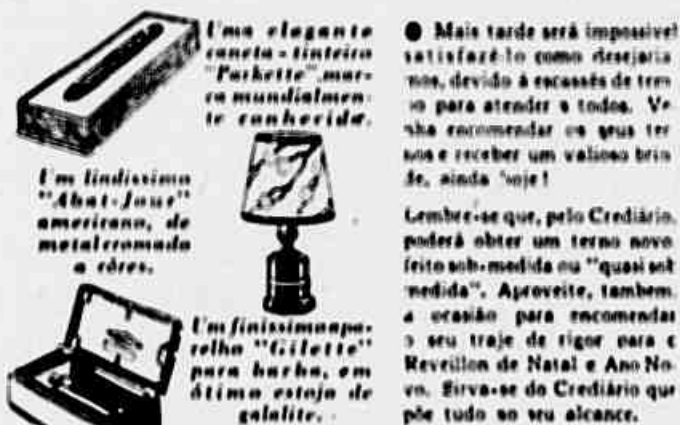 Uma elegante
caneta-tinteiro
"Parkette", mar-
ca mundialmen-
te conhecida.
Um lindissimo
"Abat-Jour"
americano, de
metal cromado
a côres.
Um finissimo apa-
relho "Gilette"
para barba, em
ótimo estojo de
galalite.
● Mais tarde será impossivel
satisfazê-lo como desejaria
mos, devido à escassês de tem
po para atender a todos. Ve
nha encomendar os seus ter
nos e receber um valioso brin
de, ainda hoje!
Lembre-se que, pelo Crediário,
poderá obter um terno novo
feito sob-medida ou "quasi sob
medida". Aproveite, tambem,
a ocasião para encomendar
o seu traje de rigor para o
Reveillon de Natal e Ano No-
vo. Sirva-se do Crediário que
põe tudo ao seu alcance.